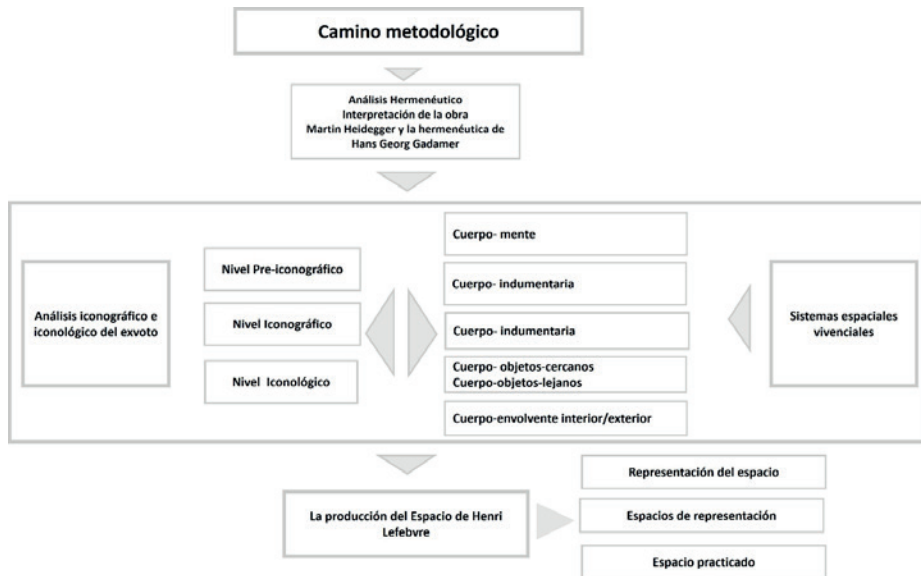 Camino metodológico
Análisis Hermenéutico
Interpretación de la obra
Martin Heidegger y la hermenéutica de
Hans Georg Gadamer
Análisis iconográfico e
iconológico del exvoto
Nivel Pre-iconográfico
Nivel Iconográfico
Nivel Iconológico
Cuerpo- mente
Cuerpo- indumentaria
Cuerpo- indumentaria
Cuerpo- objetos-cercanos
Cuerpo-objetos-lejanos
Cuerpo-envolvente interior/exterior
Sistemas espaciales
vivenciales
La producción del Espacio de Henri
Lefebvre
Representación del espacio
Espacios de representación
Espacio practicado